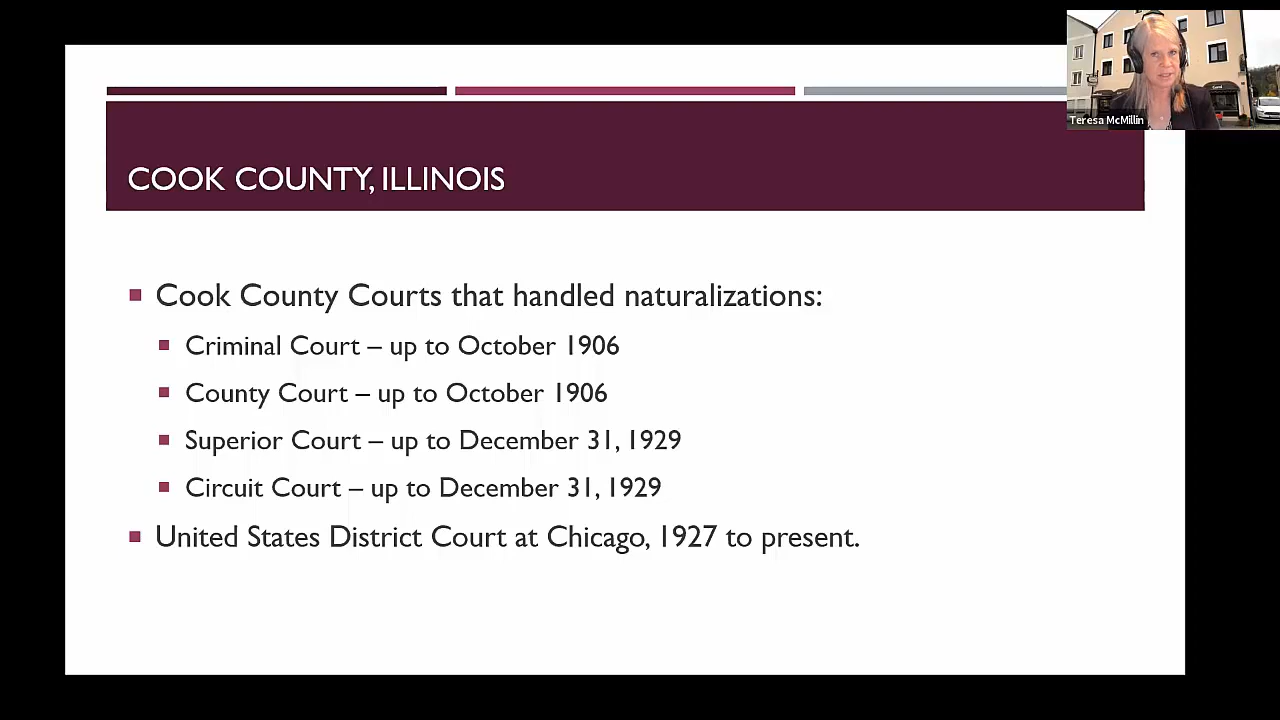 Teresa McMillin
COOK COUNTY, ILLINOIS
■ Cook County Courts that handled naturalizations:
■ Criminal Court – up to October 1906
■ County Court – up to October 1906
■ Superior Court – up to December 31, 1929
■ Circuit Court – up to December 31, 1929
■ United States District Court at Chicago, 1927 to present.